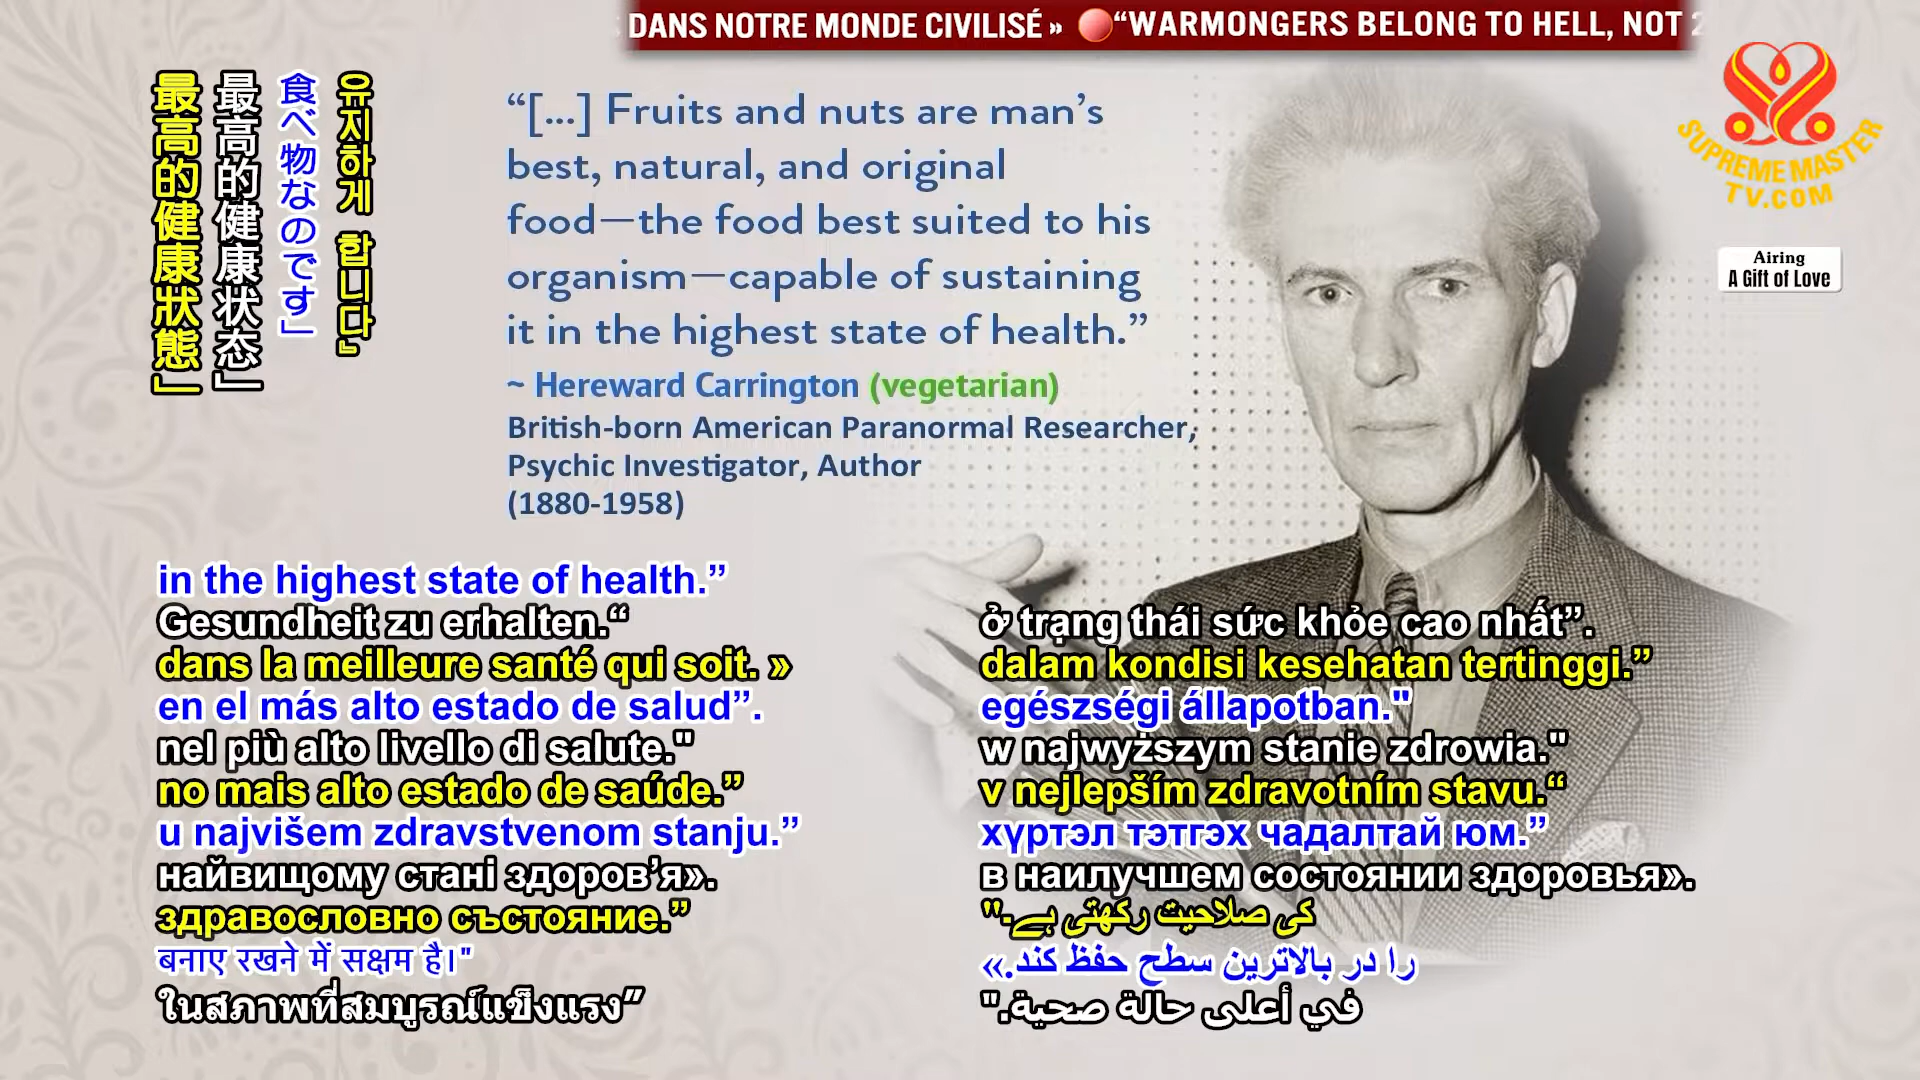 DANS NOTRE MONDE CIVILISÉ » “WARMONGERS BELONG TO HELL, NOT
SUPREME MASTER
TV.COM
Airing
A Gift of Love
最高的健康狀態」
最高的健康状态」
食べ物なのです」
유지하게 합니다』
“[...] Fruits and nuts are man’s
best, natural, and original
food—the food best suited to his
organism—capable of sustaining
it in the highest state of health.”
~ Hereward Carrington (vegetarian)
British-born American Paranormal Researcher,
Psychic Investigator, Author
(1880-1958)
in the highest state of health.”
Gesundheit zu erhalten.“
dans la meilleure santé qui soit. »
en el más alto estado de salud”.
nel più alto livello di salute."
no mais alto estado de saúde.”
u najvišem zdravstvenom stanju.”
найвищому стані здоров’я».
здравословно състояние.”
बनाए रखने में सक्षम है।"
ในสภาพที่สมบูรณ์แข็งแรง”
ở trạng thái sức khỏe cao nhất”.
dalam kondisi kesehatan tertinggi.”
egészségi állapotban."
w najwyższym stanie zdrowia."
v nejlepším zdravotním stavu.“
хүртэл тэтгэх чадалтай юм.”
в наилучшем состоянии здоровья».
کی صلاحیت رکھتی ہے۔"
را در بالاترین سطح حفظ کند.»
في أعلى حالة صحية."